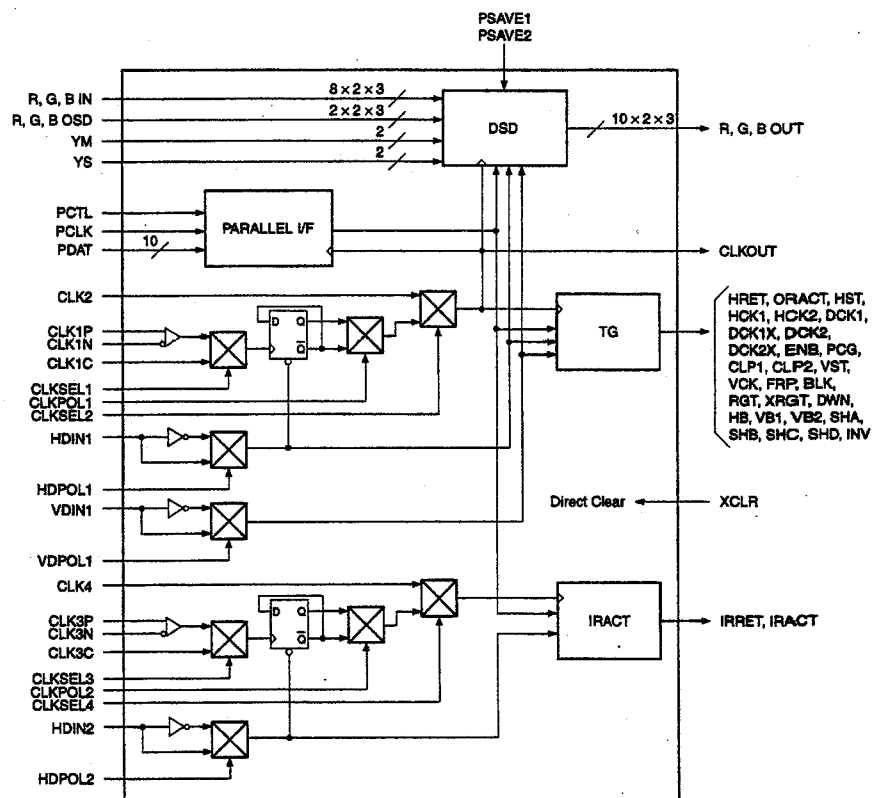 PSAVE1
PSAVE2
R, G, B IN
8×2×3
R, G, B OSD
2×2×3
YM
2
YS
2
DSD
10×2×3
R, G, B OUT
PCTL
PCLK
PDAT
10
PARALLEL I/F
CLKOUT
CLK2
CLK1P
CLK1N
CLK1C
CLKSEL1
CLKPOL1
CLKSEL2
D
Q
Q̅
TG
HRET, ORACT, HST,
HCK1, HCK2, DCK1,
DCK1X, DCK2,
DCK2X, ENB, PCG,
CLP1, CLP2, VST,
VCK, FRP, BLK,
RGT, XRGT, DWN,
HB, VB1, VB2, SHA,
SHB, SHC, SHD, INV
HDIN1
HDPOL1
VDIN1
VDPOL1
Direct Clear
XCLR
CLK4
CLK3P
CLK3N
CLK3C
CLKSEL3
CLKPOL2
CLKSEL4
D
Q
Q̅
IRACT
IRRET, IRACT
HDIN2
HDPOL2